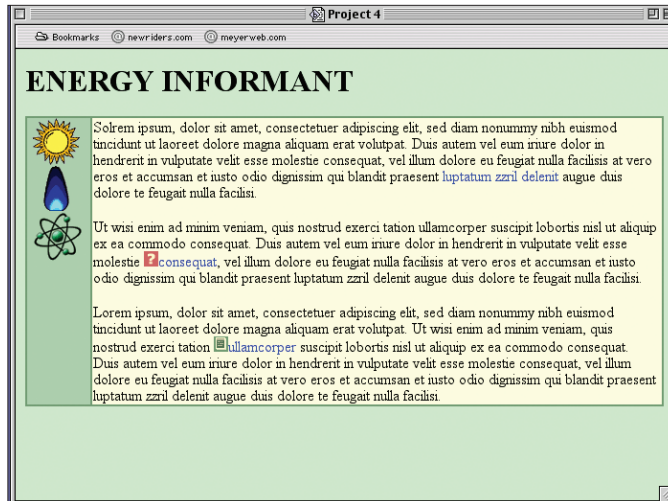 Project 4
Bookmarks newriders.com meyerweb.com
ENERGY INFORMANT
Solrem ipsum, dolor sit amet, consectetuer adipiscing elit, sed diam nonummy nibh euismod
tincidunt ut laoreet dolore magna aliquam erat volutpat. Duis autem vel eum iriure dolor in
hendrerit in vulputate velit esse molestie consequat, vel illum dolore eu feugiat nulla facilisis at vero
eros et accumsan et iusto odio dignissim qui blandit praesent luptatum zzril delenit augue duis
dolore te feugait nulla facilisi.
Ut wisi enim ad minim veniam, quis nostrud exerci tation ullamcorper suscipit lobortis nisl ut aliquip
ex ea commodo consequat. Duis autem vel eum iriure dolor in hendrerit in vulputate velit esse
molestie ?consequat, vel illum dolore eu feugiat nulla facilisis at vero eros et accumsan et iusto
odio dignissim qui blandit praesent luptatum zzril delenit augue duis dolore te feugait nulla facilisi.
Lorem ipsum, dolor sit amet, consectetuer adipiscing elit, sed diam nonummy nibh euismod
tincidunt ut laoreet dolore magna aliquam erat volutpat. Ut wisi enim ad minim veniam, quis
nostrud exerci tation ullamcorper suscipit lobortis nisl ut aliquip ex ea commodo consequat.
Duis autem vel eum iriure dolor in hendrerit in vulputate velit esse molestie consequat, vel illum
dolore eu feugiat nulla facilisis at vero eros et accumsan et iusto odio dignissim qui blandit praesent
luptatum zzril delenit augue duis dolore te feugait nulla facilisi.